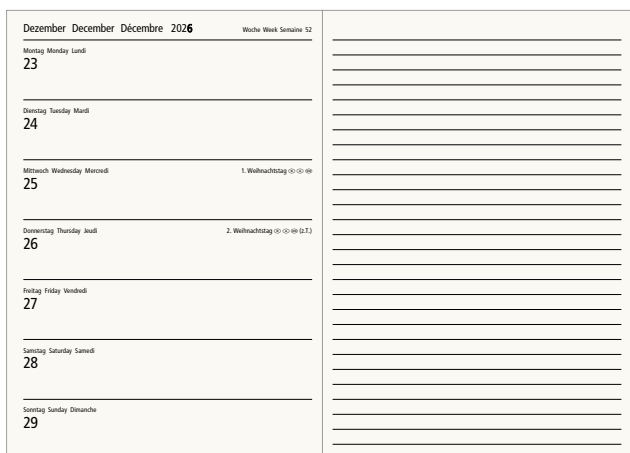 Dezember December Décembre 2026
Woche Week Semaine 52
Montag Monday Lundi
23
Dienstag Tuesday Mardi
24
Mittwoch Wednesday Mercredi
1. Weihnachtstag
25
Donnerstag Thursday Jeudi
2. Weihnachtstag (z.T.)
26
Freitag Friday Vendredi
27
Samstag Saturday Samedi
28
Sonntag Sunday Dimanche
29